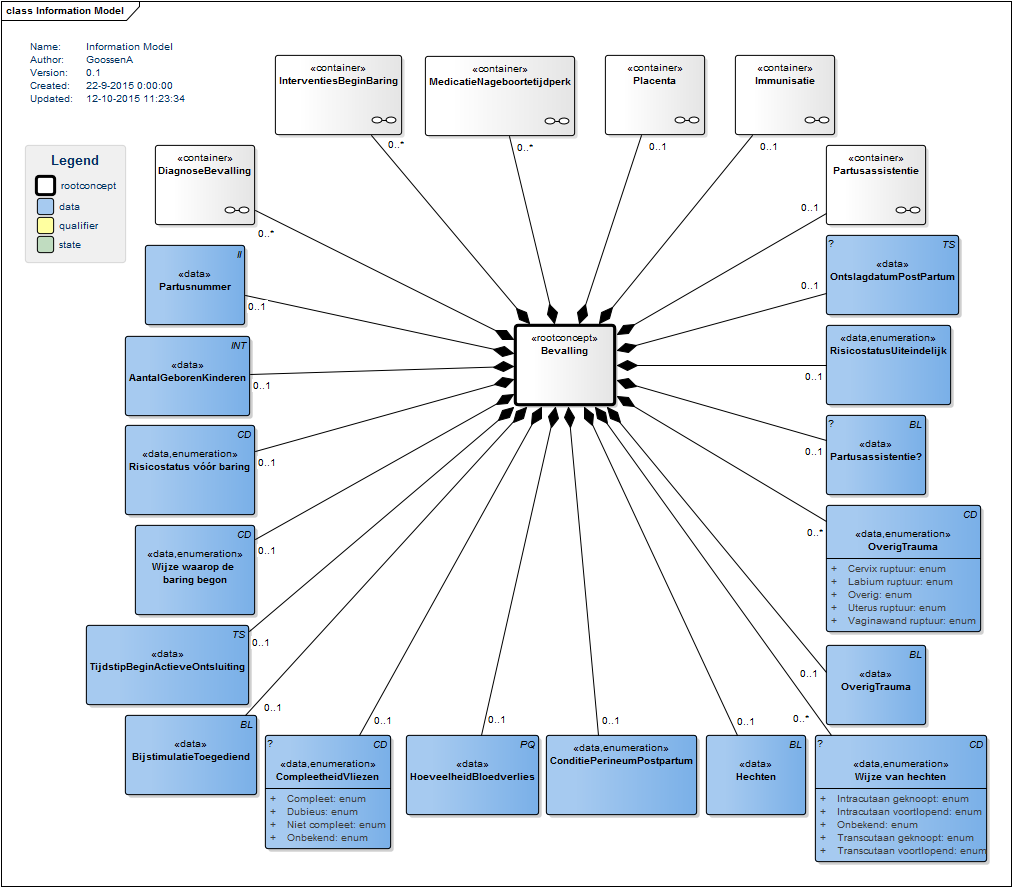 class Information Model
Name: Information Model
Author: GoossenA
Version: 0.1
Created: 22-9-2015 0:00:00
Updated: 12-10-2015 11:23:34
Legend
rootconcept
data
qualifier
state
«container»
InterventiesBeginBaring
0..*
«container»
MedicatieNageboortetijdperk
0..*
«container»
Placenta
0..1
«container»
Immunisatie
0..1
«container»
DiagnoseBevalling
0..*
«container»
Partusassistentie
0..1
II
«data»
Partusnummer
0..1
? TS
«data»
OntslagdatumPostPartum
0..1
«rootconcept»
Bevalling
INT
«data»
AantalGeborenKinderen
0..1
«data,enumeration»
RisicostatusUiteindelijk
0..1
CD
«data,enumeration»
Risicostatus vóór baring
0..1
? BL
«data»
Partusassistentie?
0..1
CD
«data,enumeration»
Wijze waarop de
baring begon
0..1
CD
«data,enumeration»
OverigTrauma
+ Cervix ruptuur: enum
+ Labium ruptuur: enum
+ Overig: enum
+ Uterus ruptuur: enum
+ Vaginawand ruptuur: enum
0..*
TS
«data»
TijdstipBeginActieveOntsluiting
0..1
BL
«data»
OverigTrauma
0..1
BL
«data»
BijstimulatieToegediend
0..1
? CD
«data,enumeration»
CompleetheidVliezen
+ Compleet: enum
+ Dubieus: enum
+ Niet compleet: enum
+ Onbekend: enum
0..1
PQ
«data»
HoeveelheidBloedverlies
0..1
«data,enumeration»
ConditiePerineumPostpartum
0..1
BL
«data»
Hechten
0..1
? CD
«data,enumeration»
Wijze van hechten
+ Intracutaan geknoopt: enum
+ Intracutaan voortlopend: enum
+ Onbekend: enum
+ Transcutaan geknoopt: enum
+ Transcutaan voortlopend: enum
0..*